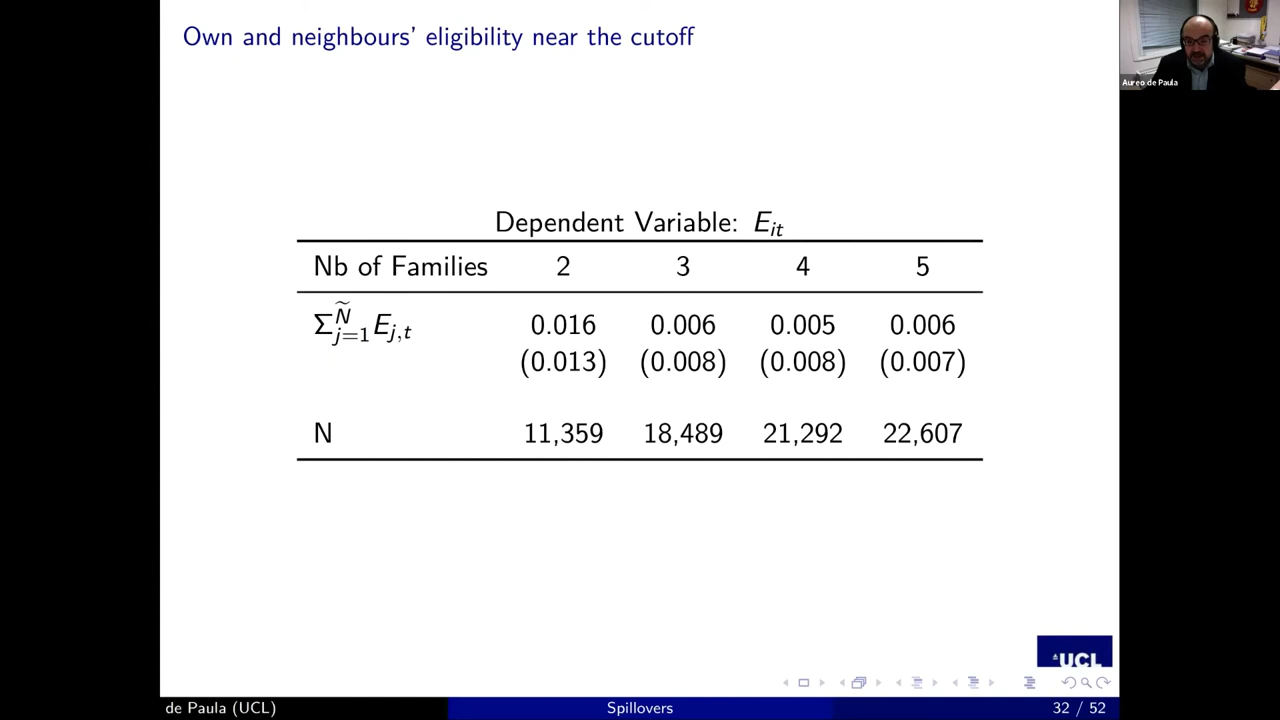 Own and neighbours' eligibility near the cutoff
Aureo de Paula
Dependent Variable: E_{it}
Nb of Families 2 3 4 5
Σ_{j=1}^{Ñ} E_{j,t} 0.016 0.006 0.005 0.006
(0.013) (0.008) (0.008) (0.007)
N 11,359 18,489 21,292 22,607
UCL
de Paula (UCL) Spillovers 32 / 52